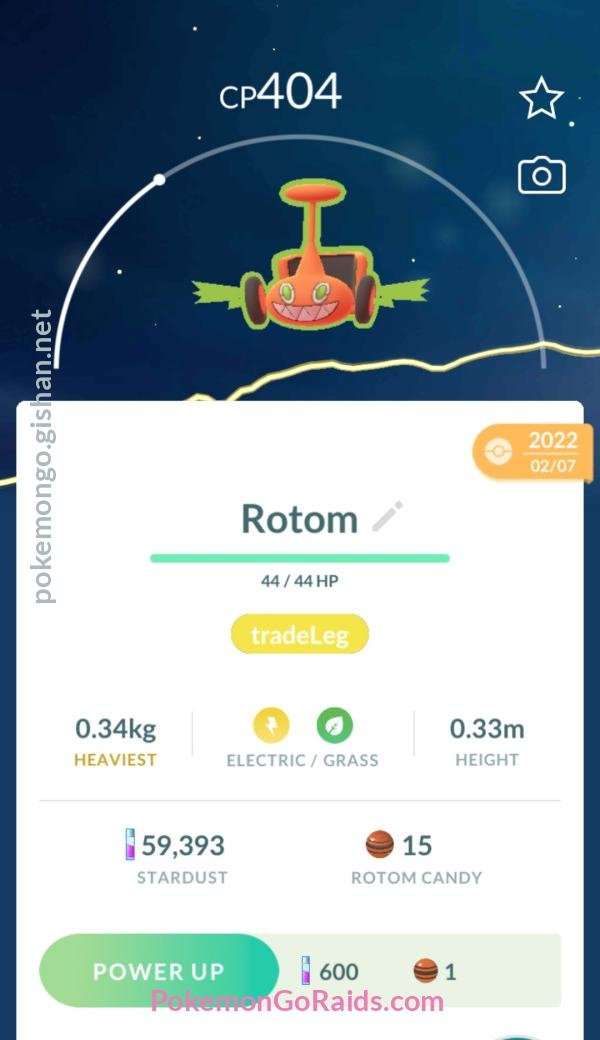 CP404
pokemongo.gishan.net
2022
02/07
Rotom
44 / 44 HP
tradeLeg
0.34kg
HEAVIEST
ELECTRIC / GRASS
0.33m
HEIGHT
59,393
STARDUST
15
ROTOM CANDY
POWER UP
600
1
PokemonGoRaids.com